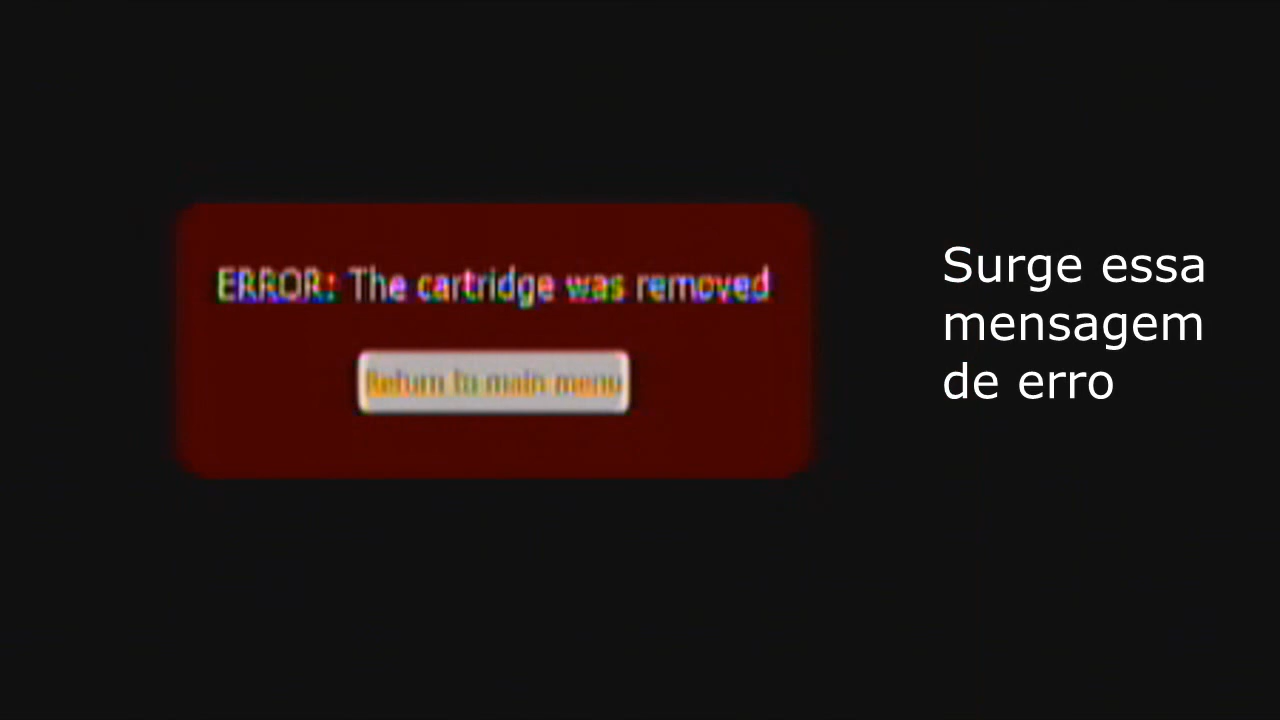 ERROR: The cartridge was removed
Return to main menu
Surge essa
mensagem
de erro